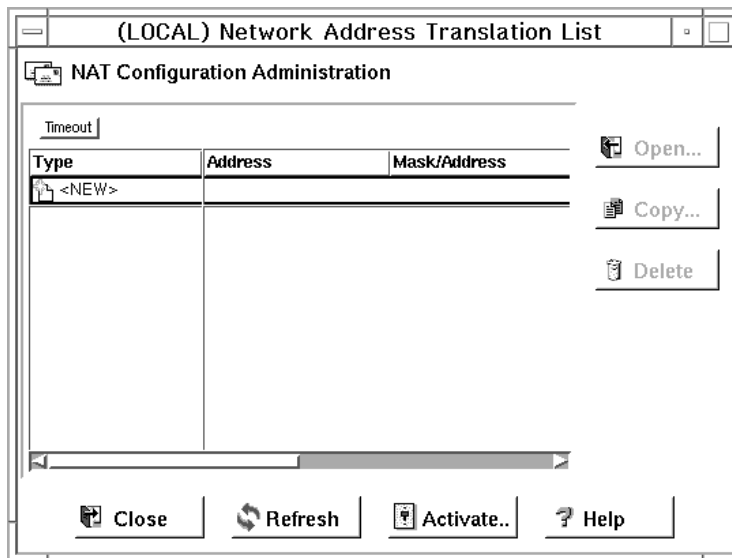 (LOCAL) Network Address Translation List
NAT Configuration Administration
Timeout
Type Address Mask/Address
<NEW>
Open...
Copy...
Delete
Close Refresh Activate.. Help